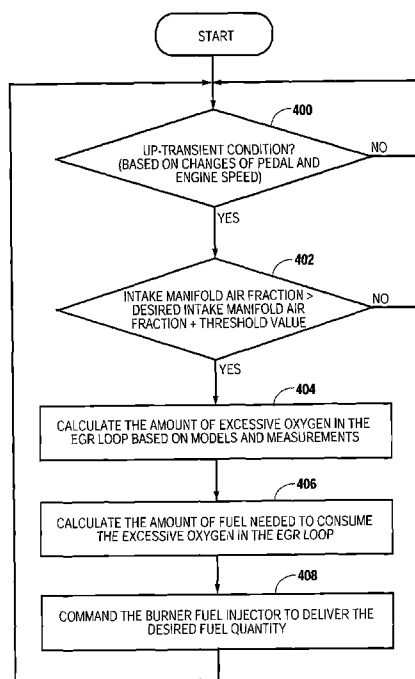 START
400
UP-TRANSIENT CONDITION?
(BASED ON CHANGES OF PEDAL AND
ENGINE SPEED)
NO
YES
402
INTAKE MANIFOLD AIR FRACTION >
DESIRED INTAKE MANIFOLD AIR
FRACTION + THRESHOLD VALUE
NO
YES
404
CALCULATE THE AMOUNT OF EXCESSIVE OXYGEN IN THE
EGR LOOP BASED ON MODELS AND MEASUREMENTS
406
CALCULATE THE AMOUNT OF FUEL NEEDED TO CONSUME
THE EXCESSIVE OXYGEN IN THE EGR LOOP
408
COMMAND THE BURNER FUEL INJECTOR TO DELIVER THE
DESIRED FUEL QUANTITY